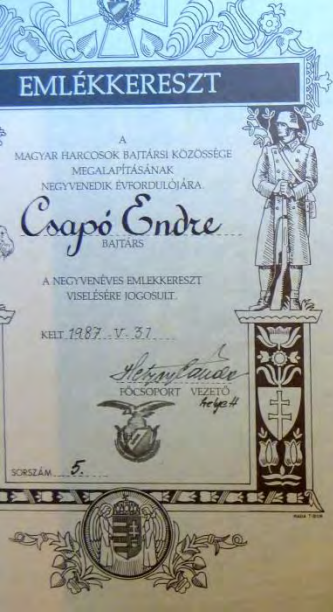 EMLÉKKERESZT
A
MAGYAR HARCOSOK BAJTÁRSI KÖZÖSSÉGE
MEGALAPÍTÁSÁNAK
NEGYVENEDIK ÉVFORDULÓJÁRA
Csapó Endre
BAJTÁRS
A NEGYVENÉVES EMLÉKKERESZT
VISELÉSÉRE JOGOSULT.
KELT 1987. V. 31.
FŐCSOPORT VEZETŐ
SORSZÁM 5.